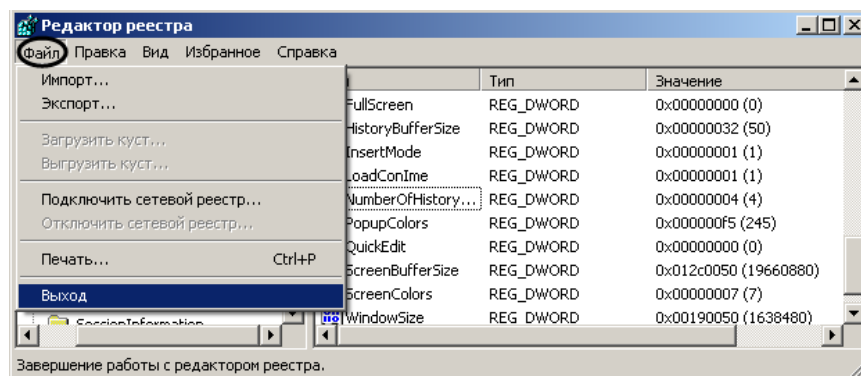 Редактор реестра
Файл Правка Вид Избранное Справка
Импорт...
Экспорт...
Загрузить куст...
Выгрузить куст...
Подключить сетевой реестр...
Отключить сетевой реестр...
Печать... Ctrl+P
Выход
Тип Значение
FullScreen REG_DWORD 0x00000000 (0)
HistoryBufferSize REG_DWORD 0x00000032 (50)
InsertMode REG_DWORD 0x00000001 (1)
LoadConIme REG_DWORD 0x00000001 (1)
NumberOfHistory... REG_DWORD 0x00000004 (4)
PopupColors REG_DWORD 0x000000f5 (245)
QuickEdit REG_DWORD 0x00000000 (0)
ScreenBufferSize REG_DWORD 0x012c0050 (19660880)
ScreenColors REG_DWORD 0x00000007 (7)
WindowSize REG_DWORD 0x00190050 (1638480)
SessionInformation
Завершение работы с редактором реестра.